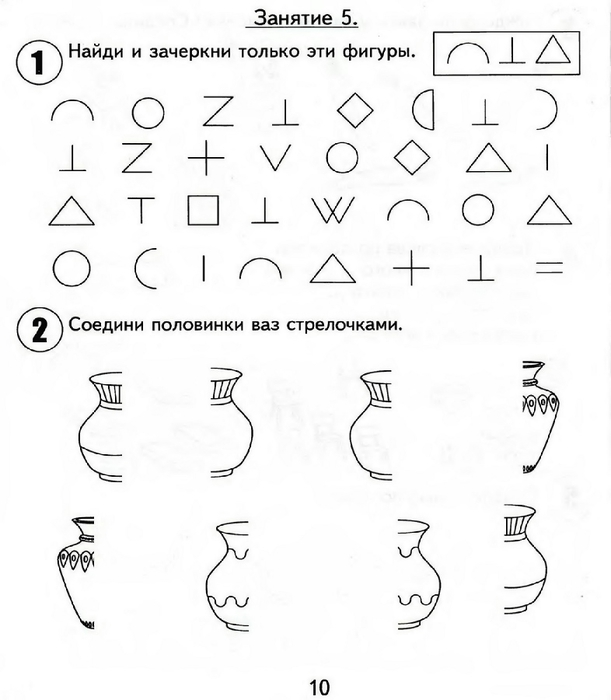 Занятие 5.
1 Найди и зачеркни только эти фигуры.
2 Соедини половинки ваз стрелочками.
10